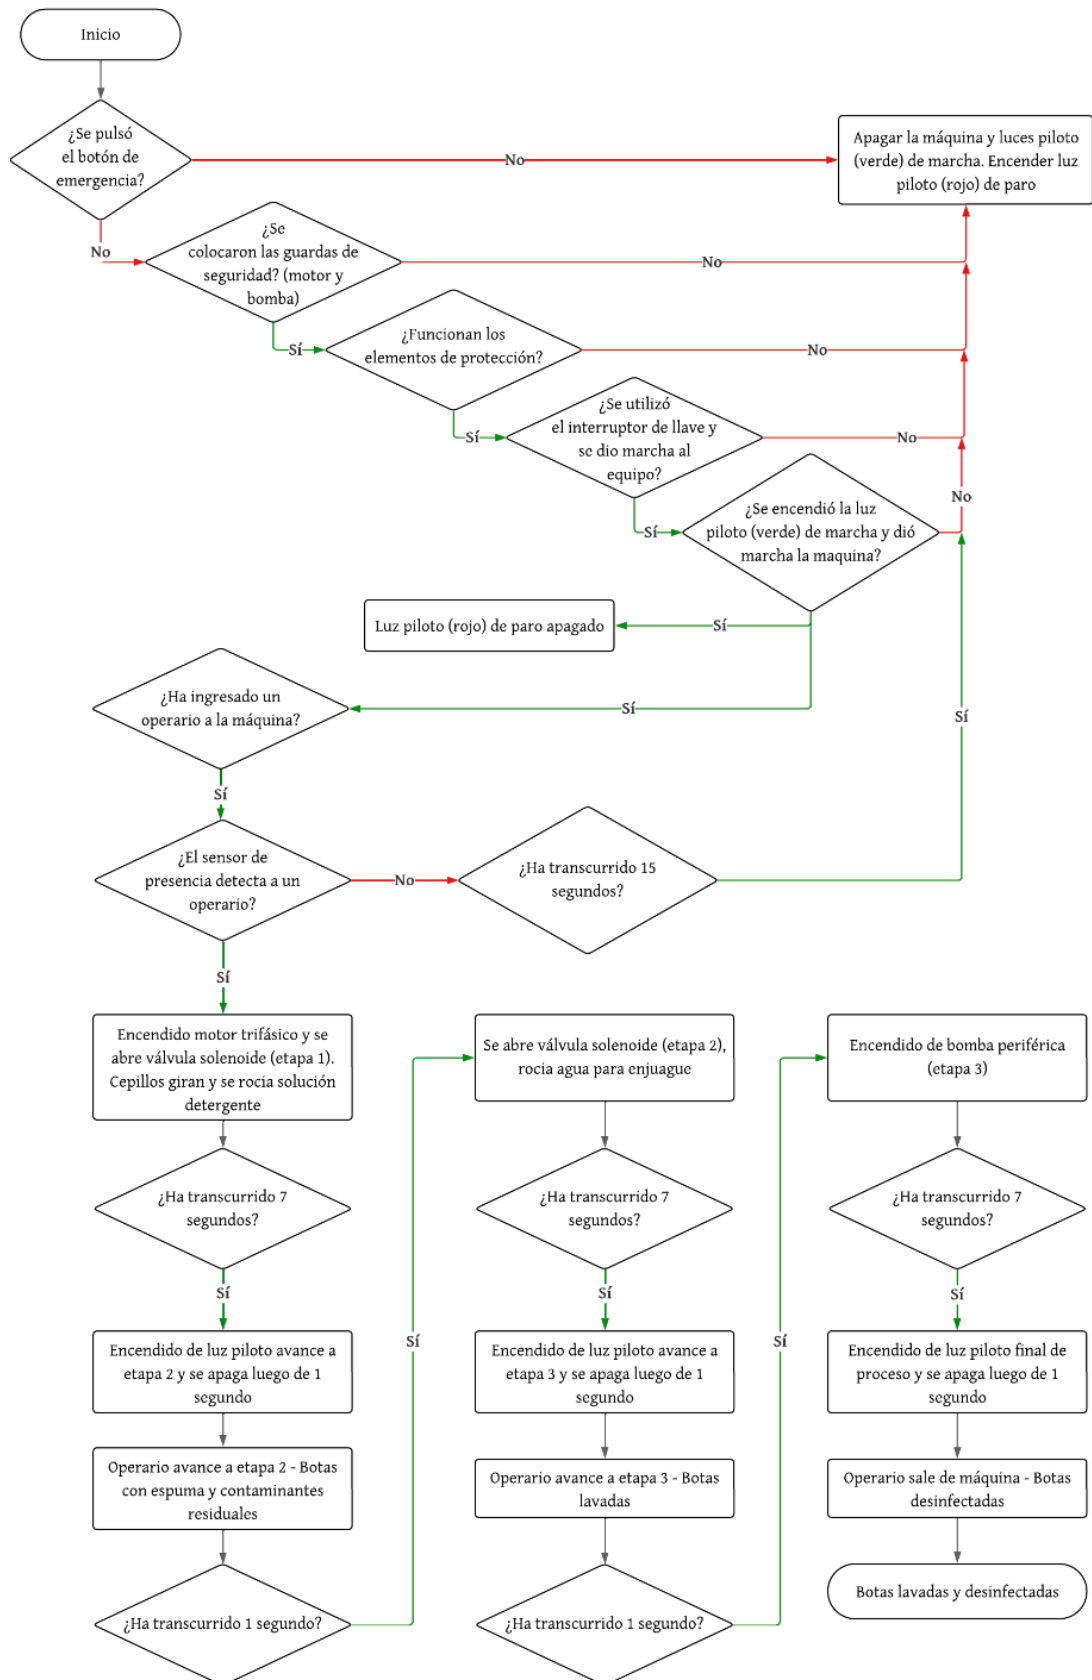 Inicio
¿Se pulsó
el botón de
emergencia?
No
Apagar la máquina y luces piloto
(verde) de marcha. Encender luz
piloto (rojo) de paro
No
¿Se
colocaron las guardas de
seguridad? (motor y
bomba)
No
Sí
¿Funcionan los
elementos de protección?
No
Sí
¿Se utilizó
el interruptor de llave y
se dio marcha al
equipo?
No
Sí
¿Se encendió la luz
piloto (verde) de marcha y dió
marcha la maquina?
No
Sí
Luz piloto (rojo) de paro apagado
Sí
¿Ha ingresado un
operario a la máquina?
Sí
Sí
¿El sensor de
presencia detecta a un
operario?
No
¿Ha transcurrido 15
segundos?
Sí
Encendido motor trifásico y se
abre válvula solenoide (etapa 1).
Cepillos giran y se rocia solución
detergente
¿Ha transcurrido 7
segundos?
Sí
Encendido de luz piloto avance a
etapa 2 y se apaga luego de 1
segundo
Operario avance a etapa 2 - Botas
con espuma y contaminantes
residuales
¿Ha transcurrido 1 segundo?
Sí
Se abre válvula solenoide (etapa 2),
rocia agua para enjuague
¿Ha transcurrido 7
segundos?
Sí
Encendido de luz piloto avance a
etapa 3 y se apaga luego de 1
segundo
Operario avance a etapa 3 - Botas
lavadas
¿Ha transcurrido 1 segundo?
Sí
Encendido de bomba periférica
(etapa 3)
¿Ha transcurrido 7
segundos?
Sí
Encendido de luz piloto final de
proceso y se apaga luego de 1
segundo
Operario sale de máquina - Botas
desinfectadas
Botas lavadas y desinfectadas